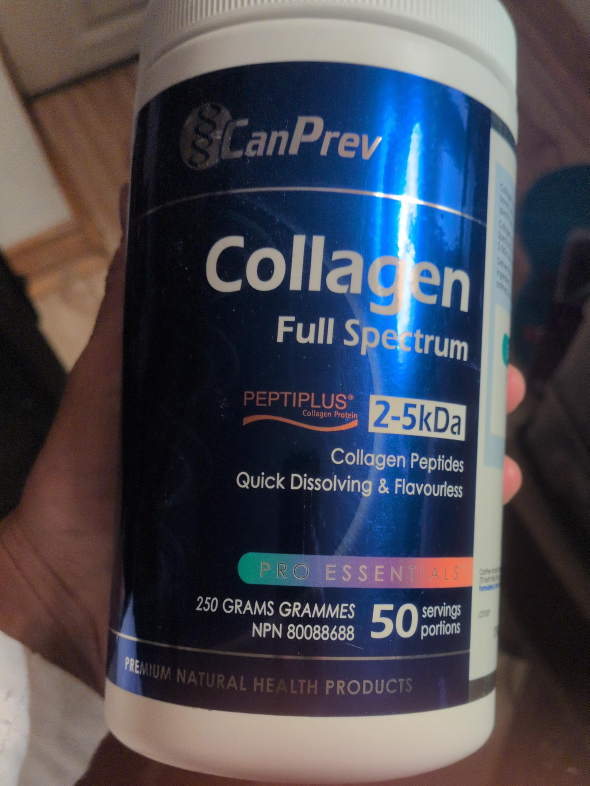 CanPrev
Collagen
Full Spectrum
PEPTIPLUS®
Collagen Protein
2-5kDa
Collagen Peptides
Quick Dissolving & Flavourless
PRO ESSENTIALS
250 GRAMS GRAMMES
NPN 80088688
50 servings
portions
PREMIUM NATURAL HEALTH PRODUCTS